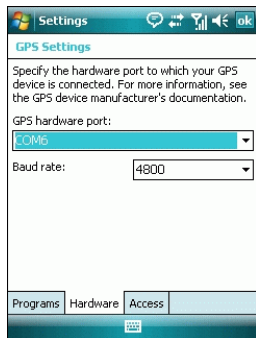 Settings
ok
GPS Settings
Specify the hardware port to which your GPS
device is connected. For more information, see
the GPS device manufacturer's documentation.
GPS hardware port:
COM6
Baud rate:
4800
Programs Hardware Access